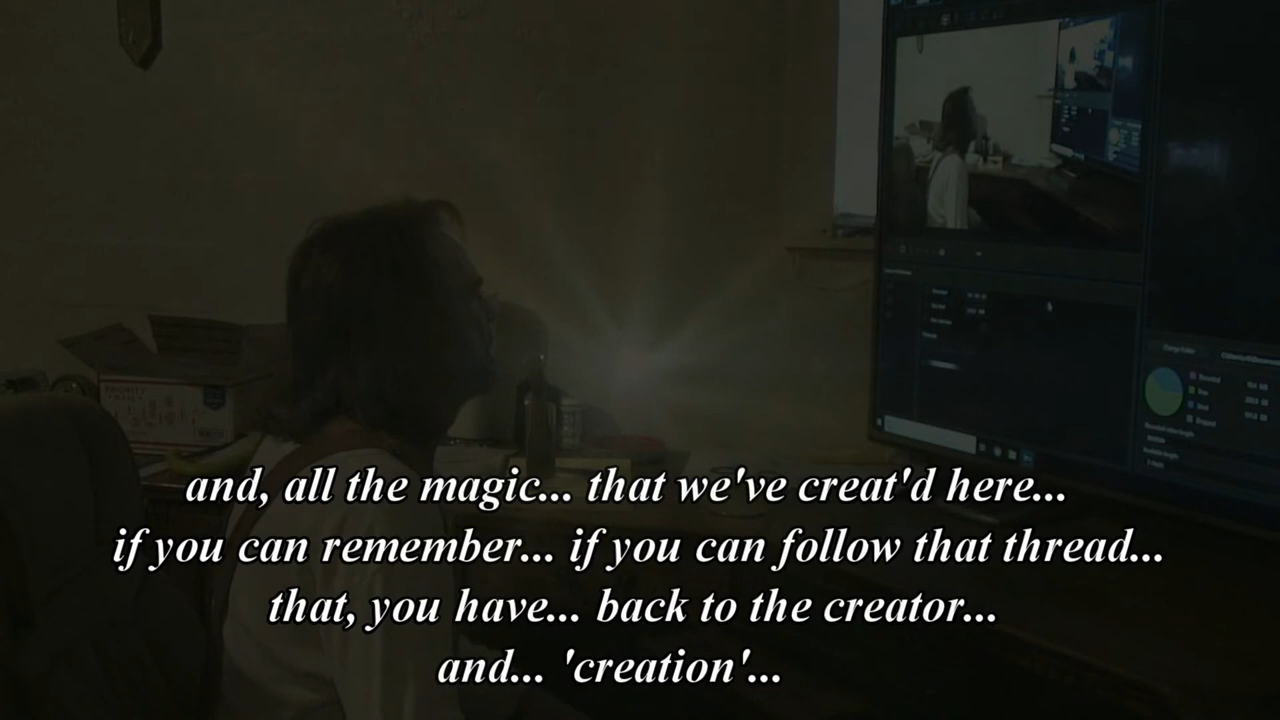 and, all the magic... that we've creat'd here...
if you can remember... if you can follow that thread...
that, you have... back to the creator...
and... 'creation'...